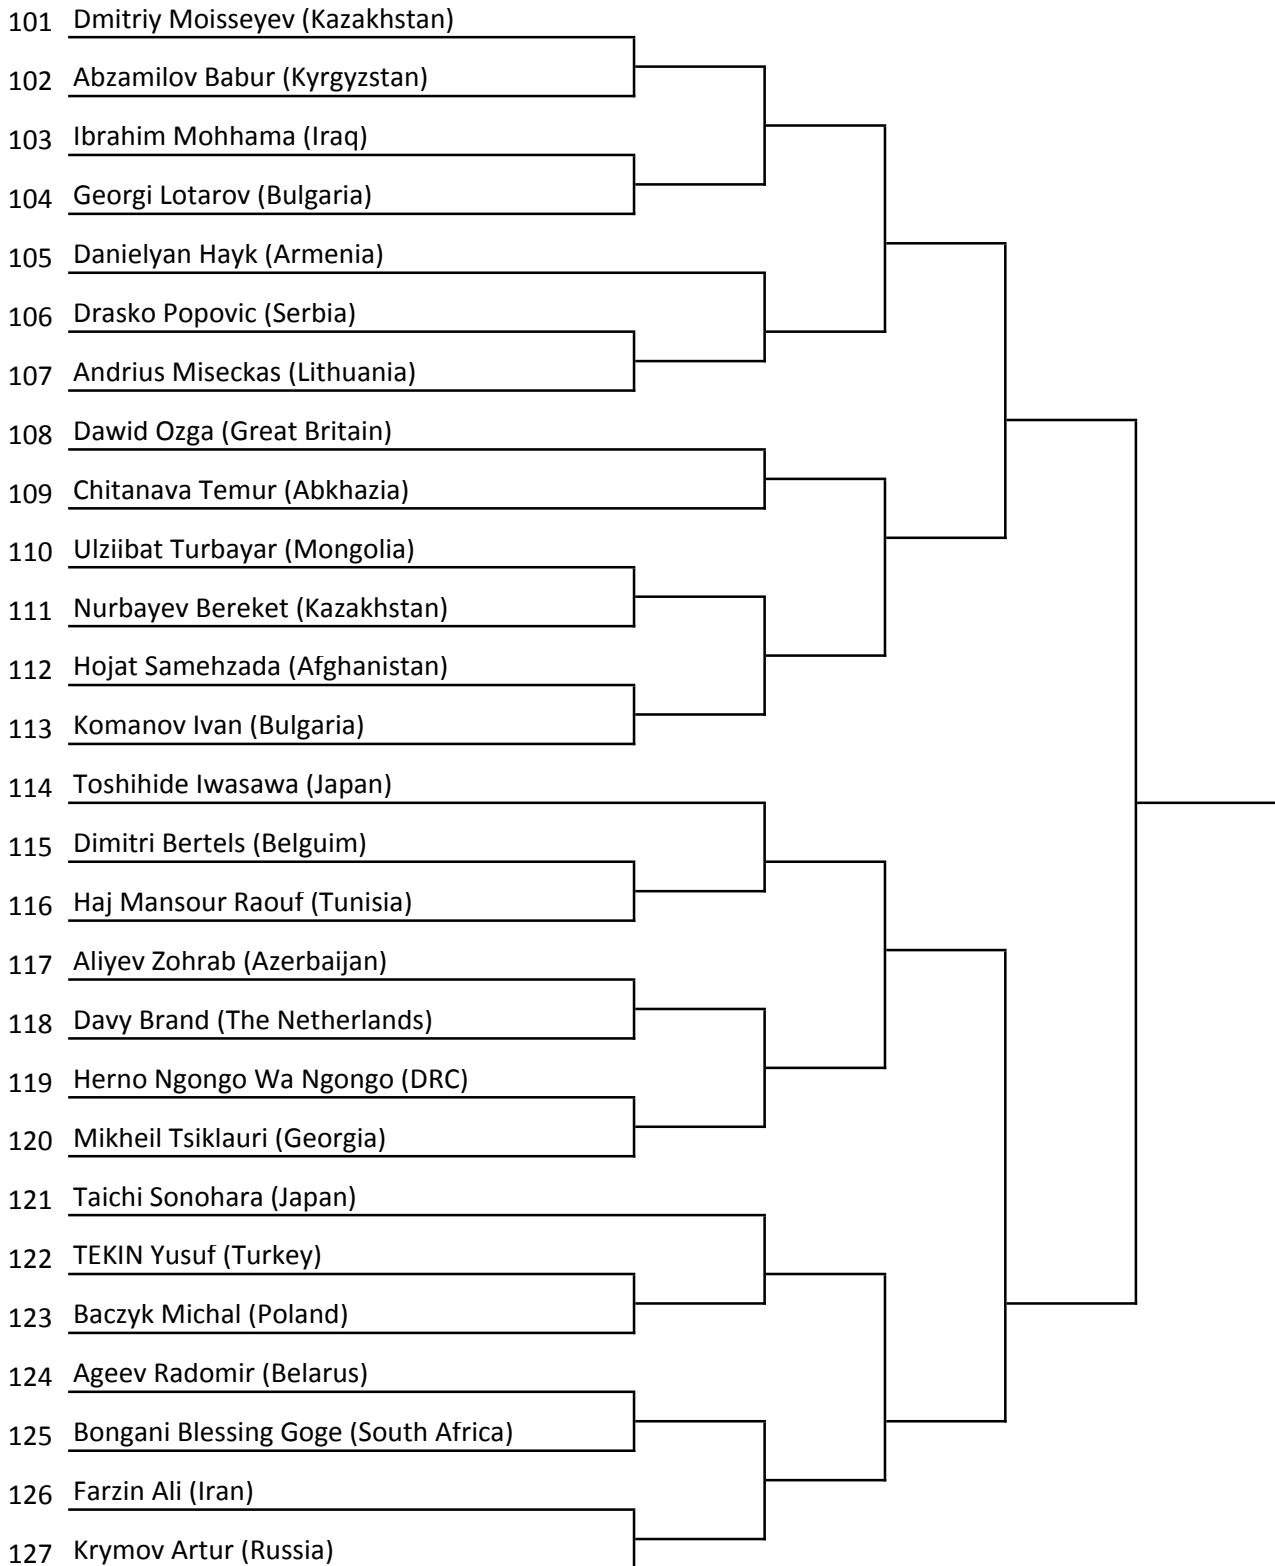 101 Dmitriy Moisseyev (Kazakhstan)
102 Abzamilov Babur (Kyrgyzstan)
103 Ibrahim Mohhama (Iraq)
104 Georgi Lotarov (Bulgaria)
105 Danielyan Hayk (Armenia)
106 Drasko Popovic (Serbia)
107 Andrius Miseckas (Lithuania)
108 Dawid Ozga (Great Britain)
109 Chitanava Temur (Abkhazia)
110 Ulziibat Turbayar (Mongolia)
111 Nurbayev Bereket (Kazakhstan)
112 Hojat Samehzada (Afghanistan)
113 Komanov Ivan (Bulgaria)
114 Toshihide Iwasawa (Japan)
115 Dimitri Bertels (Belguim)
116 Haj Mansour Raouf (Tunisia)
117 Aliyev Zohrab (Azerbaijan)
118 Davy Brand (The Netherlands)
119 Herno Ngongo Wa Ngongo (DRC)
120 Mikheil Tsiklauri (Georgia)
121 Taichi Sonohara (Japan)
122 TEKIN Yusuf (Turkey)
123 Baczyk Michal (Poland)
124 Ageev Radomir (Belarus)
125 Bongani Blessing Goge (South Africa)
126 Farzin Ali (Iran)
127 Krymov Artur (Russia)